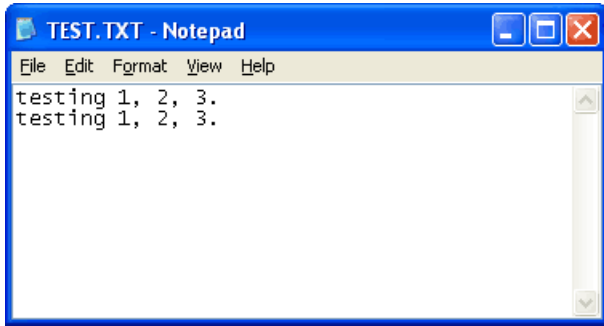 TEST.TXT - Notepad
File Edit Format View Help
testing 1, 2, 3.
testing 1, 2, 3.